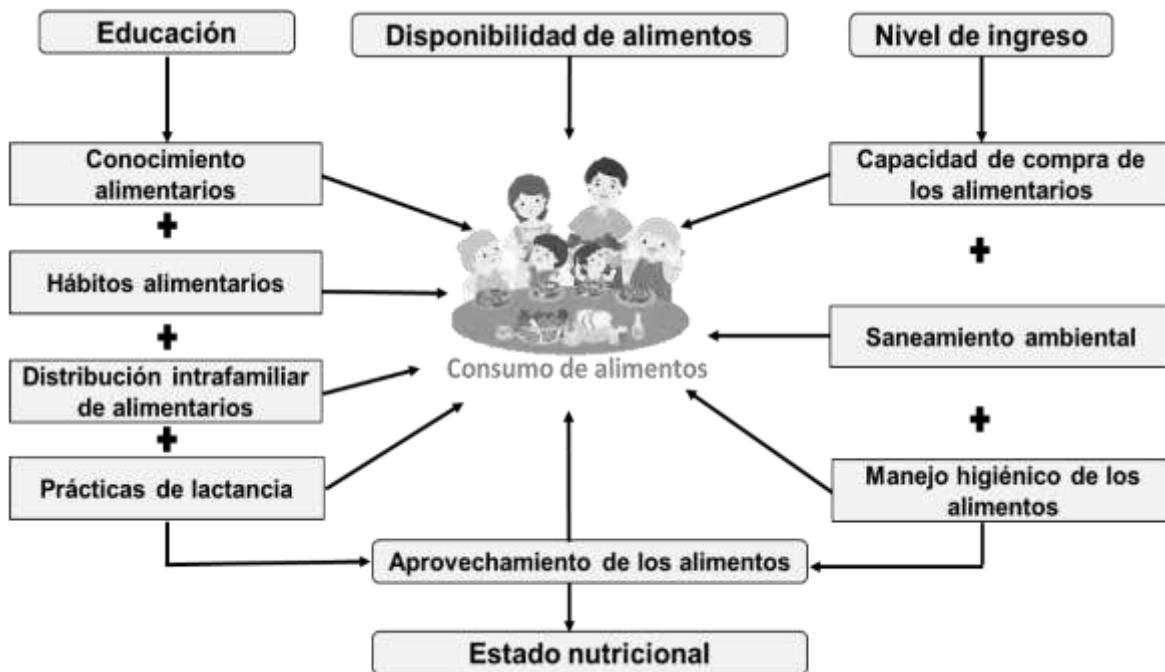 Educación
Disponibilidad de alimentos
Nivel de ingreso
Conocimiento
alimentarios
Capacidad de compra de
los alimentarios
Hábitos alimentarios
Saneamiento ambiental
Consumo de alimentos
Distribución intrafamiliar
de alimentarios
Prácticas de lactancia
Manejo higiénico de los
alimentos
Aprovechamiento de los alimentos
Estado nutricional